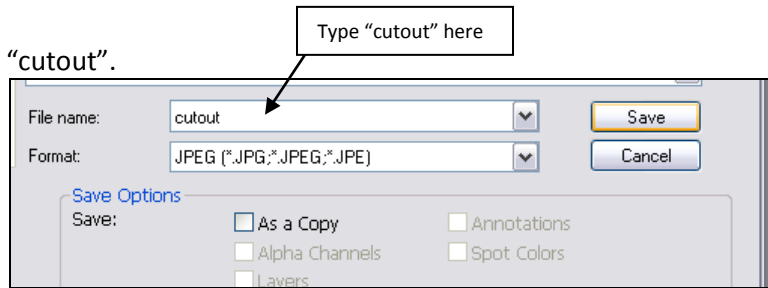 Type “cutout” here
“cutout”.
File name: cutout Save
Format: JPEG (*.JPG;*.JPEG;*.JPE) Cancel
Save Options
Save: As a Copy Annotations
Alpha Channels Spot Colors
Layers